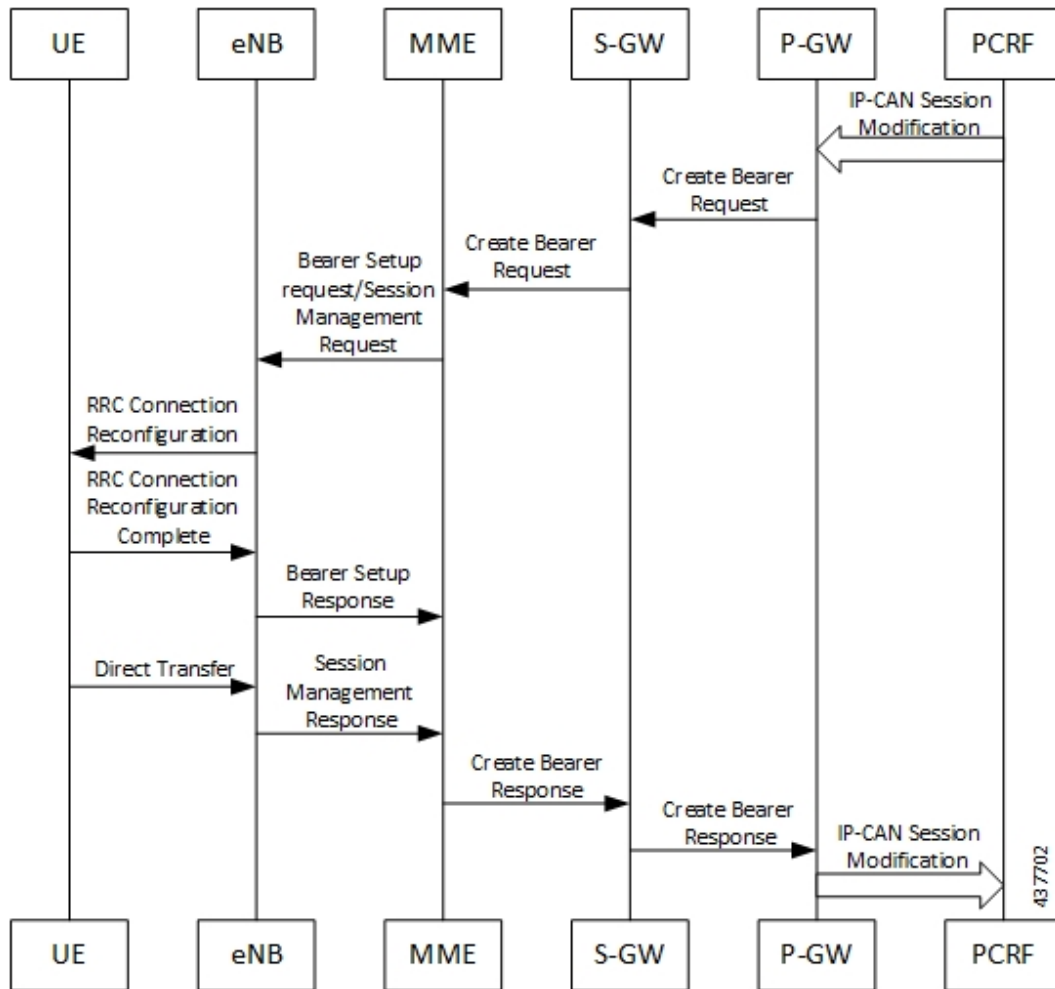 UE
eNB
MME
S-GW
P-GW
PCRF
IP-CAN Session
Modification
Create Bearer
Request
Create Bearer
Request
Bearer Setup
request/Session
Management
Request
RRC Connection
Reconfiguration
RRC Connection
Reconfiguration
Complete
Bearer Setup
Response
Direct Transfer
Session
Management
Response
Create Bearer
Response
Create Bearer
Response
IP-CAN Session
Modification
437702
UE
eNB
MME
S-GW
P-GW
PCRF